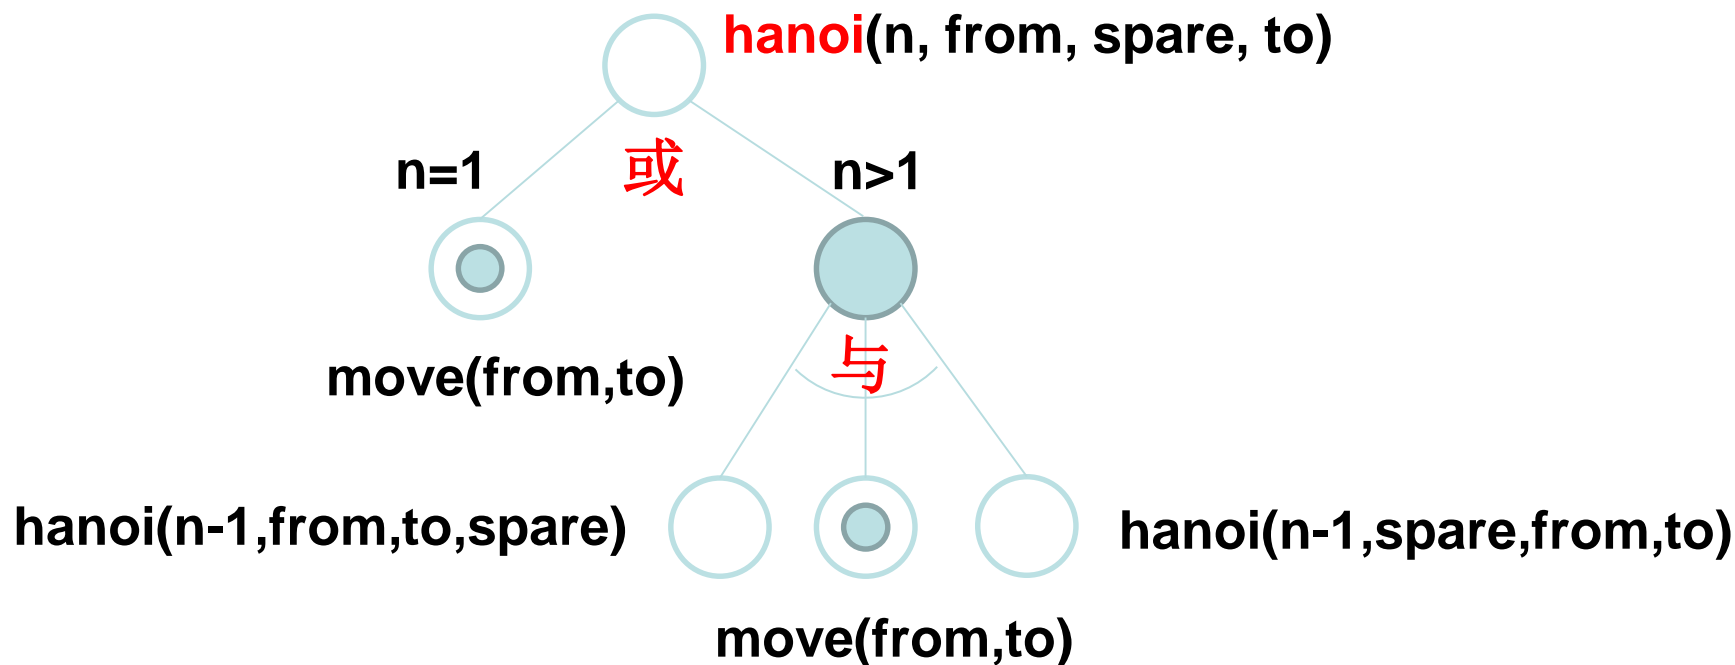 hanoi(n, from, spare, to)
n=1
或
n>1
move(from,to)
与
hanoi(n-1,from,to,spare)
hanoi(n-1,spare,from,to)
move(from,to)